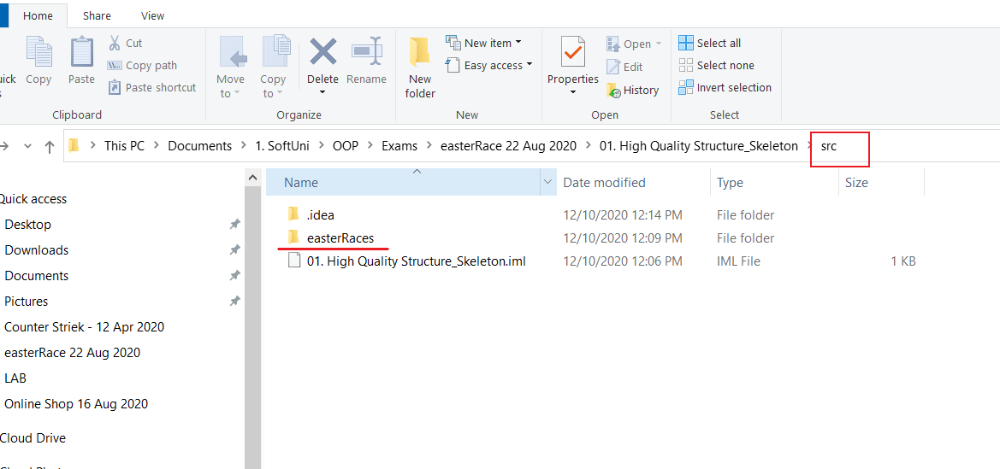 Home Share View
Cut
Copy path
Paste shortcut
Copy
Paste
Clipboard
Move to
Copy to
Delete
Rename
Organize
New folder
New item
Easy access
New
Properties
Open
Edit
History
Open
Select all
Select none
Invert selection
Select
This PC > Documents > 1. SoftUni > OOP > Exams > easterRace 22 Aug 2020 > 01. High Quality Structure_Skeleton > src
Quick access
Desktop
Downloads
Documents
Pictures
Counter Striek - 12 Apr 2020
easterRace 22 Aug 2020
LAB
Online Shop 16 Aug 2020
Cloud Drive
Name Date modified Type Size
.idea 12/10/2020 12:14 PM File folder
easterRaces 12/10/2020 12:09 PM File folder
01. High Quality Structure_Skeleton.iml 12/10/2020 12:06 PM IML File 1 KB